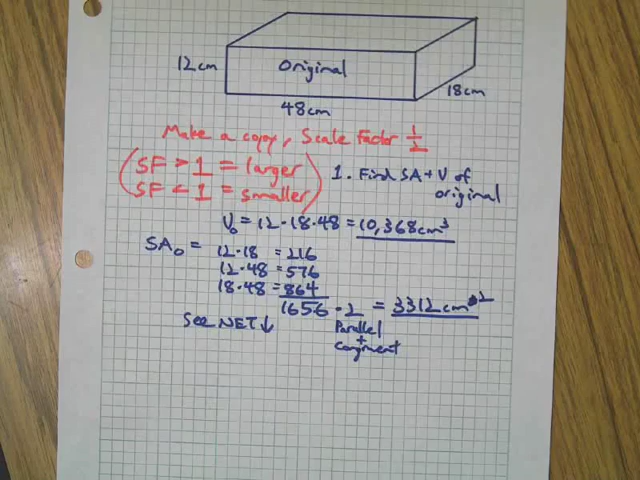 12cm
Original
18cm
48cm
Make a copy, Scale Factor 1/2
(SF > 1 = larger
SF < 1 = smaller)
1. Find SA + V of
original
V₀ = 12·18·48 = 10,368cm³
SA₀ = 12·18 = 216
12·48 = 576
18·48 = 864
1656 · 2 = 3312 cm²
Parallel
+
congruent
See NET ↓